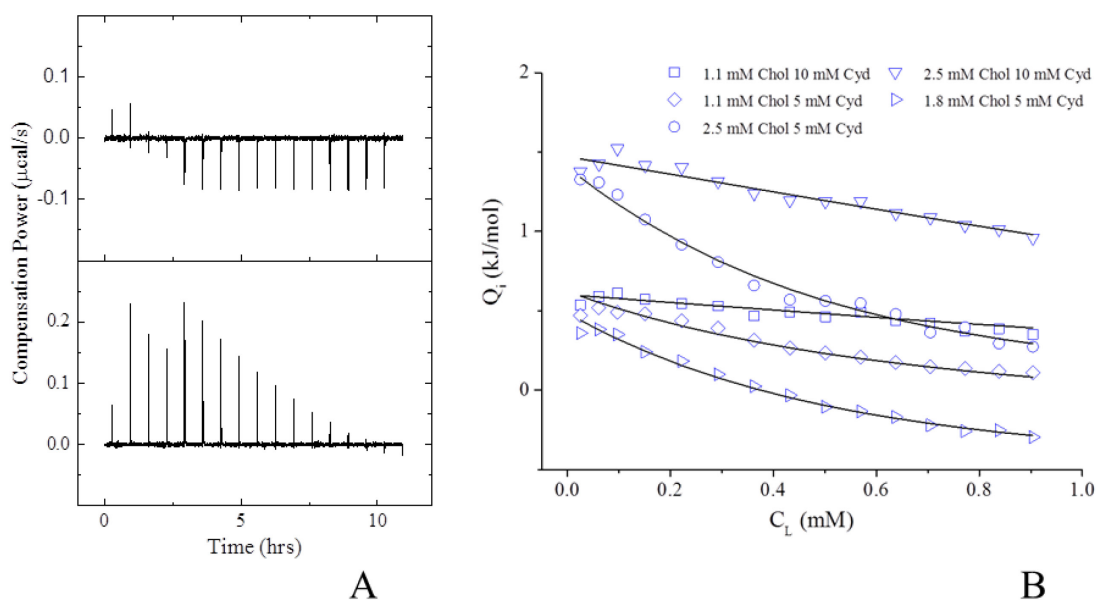 0.1
0.0
-0.1
0.2
0.1
0.0
Compensation Power (μcal/s)
0 5 10
Time (hrs)
A
2
1
0
Qi (kJ/mol)
1.1 mM Chol 10 mM Cyd
1.1 mM Chol 5 mM Cyd
2.5 mM Chol 5 mM Cyd
2.5 mM Chol 10 mM Cyd
1.8 mM Chol 5 mM Cyd
0.0 0.2 0.4 0.6 0.8 1.0
CL (mM)
B